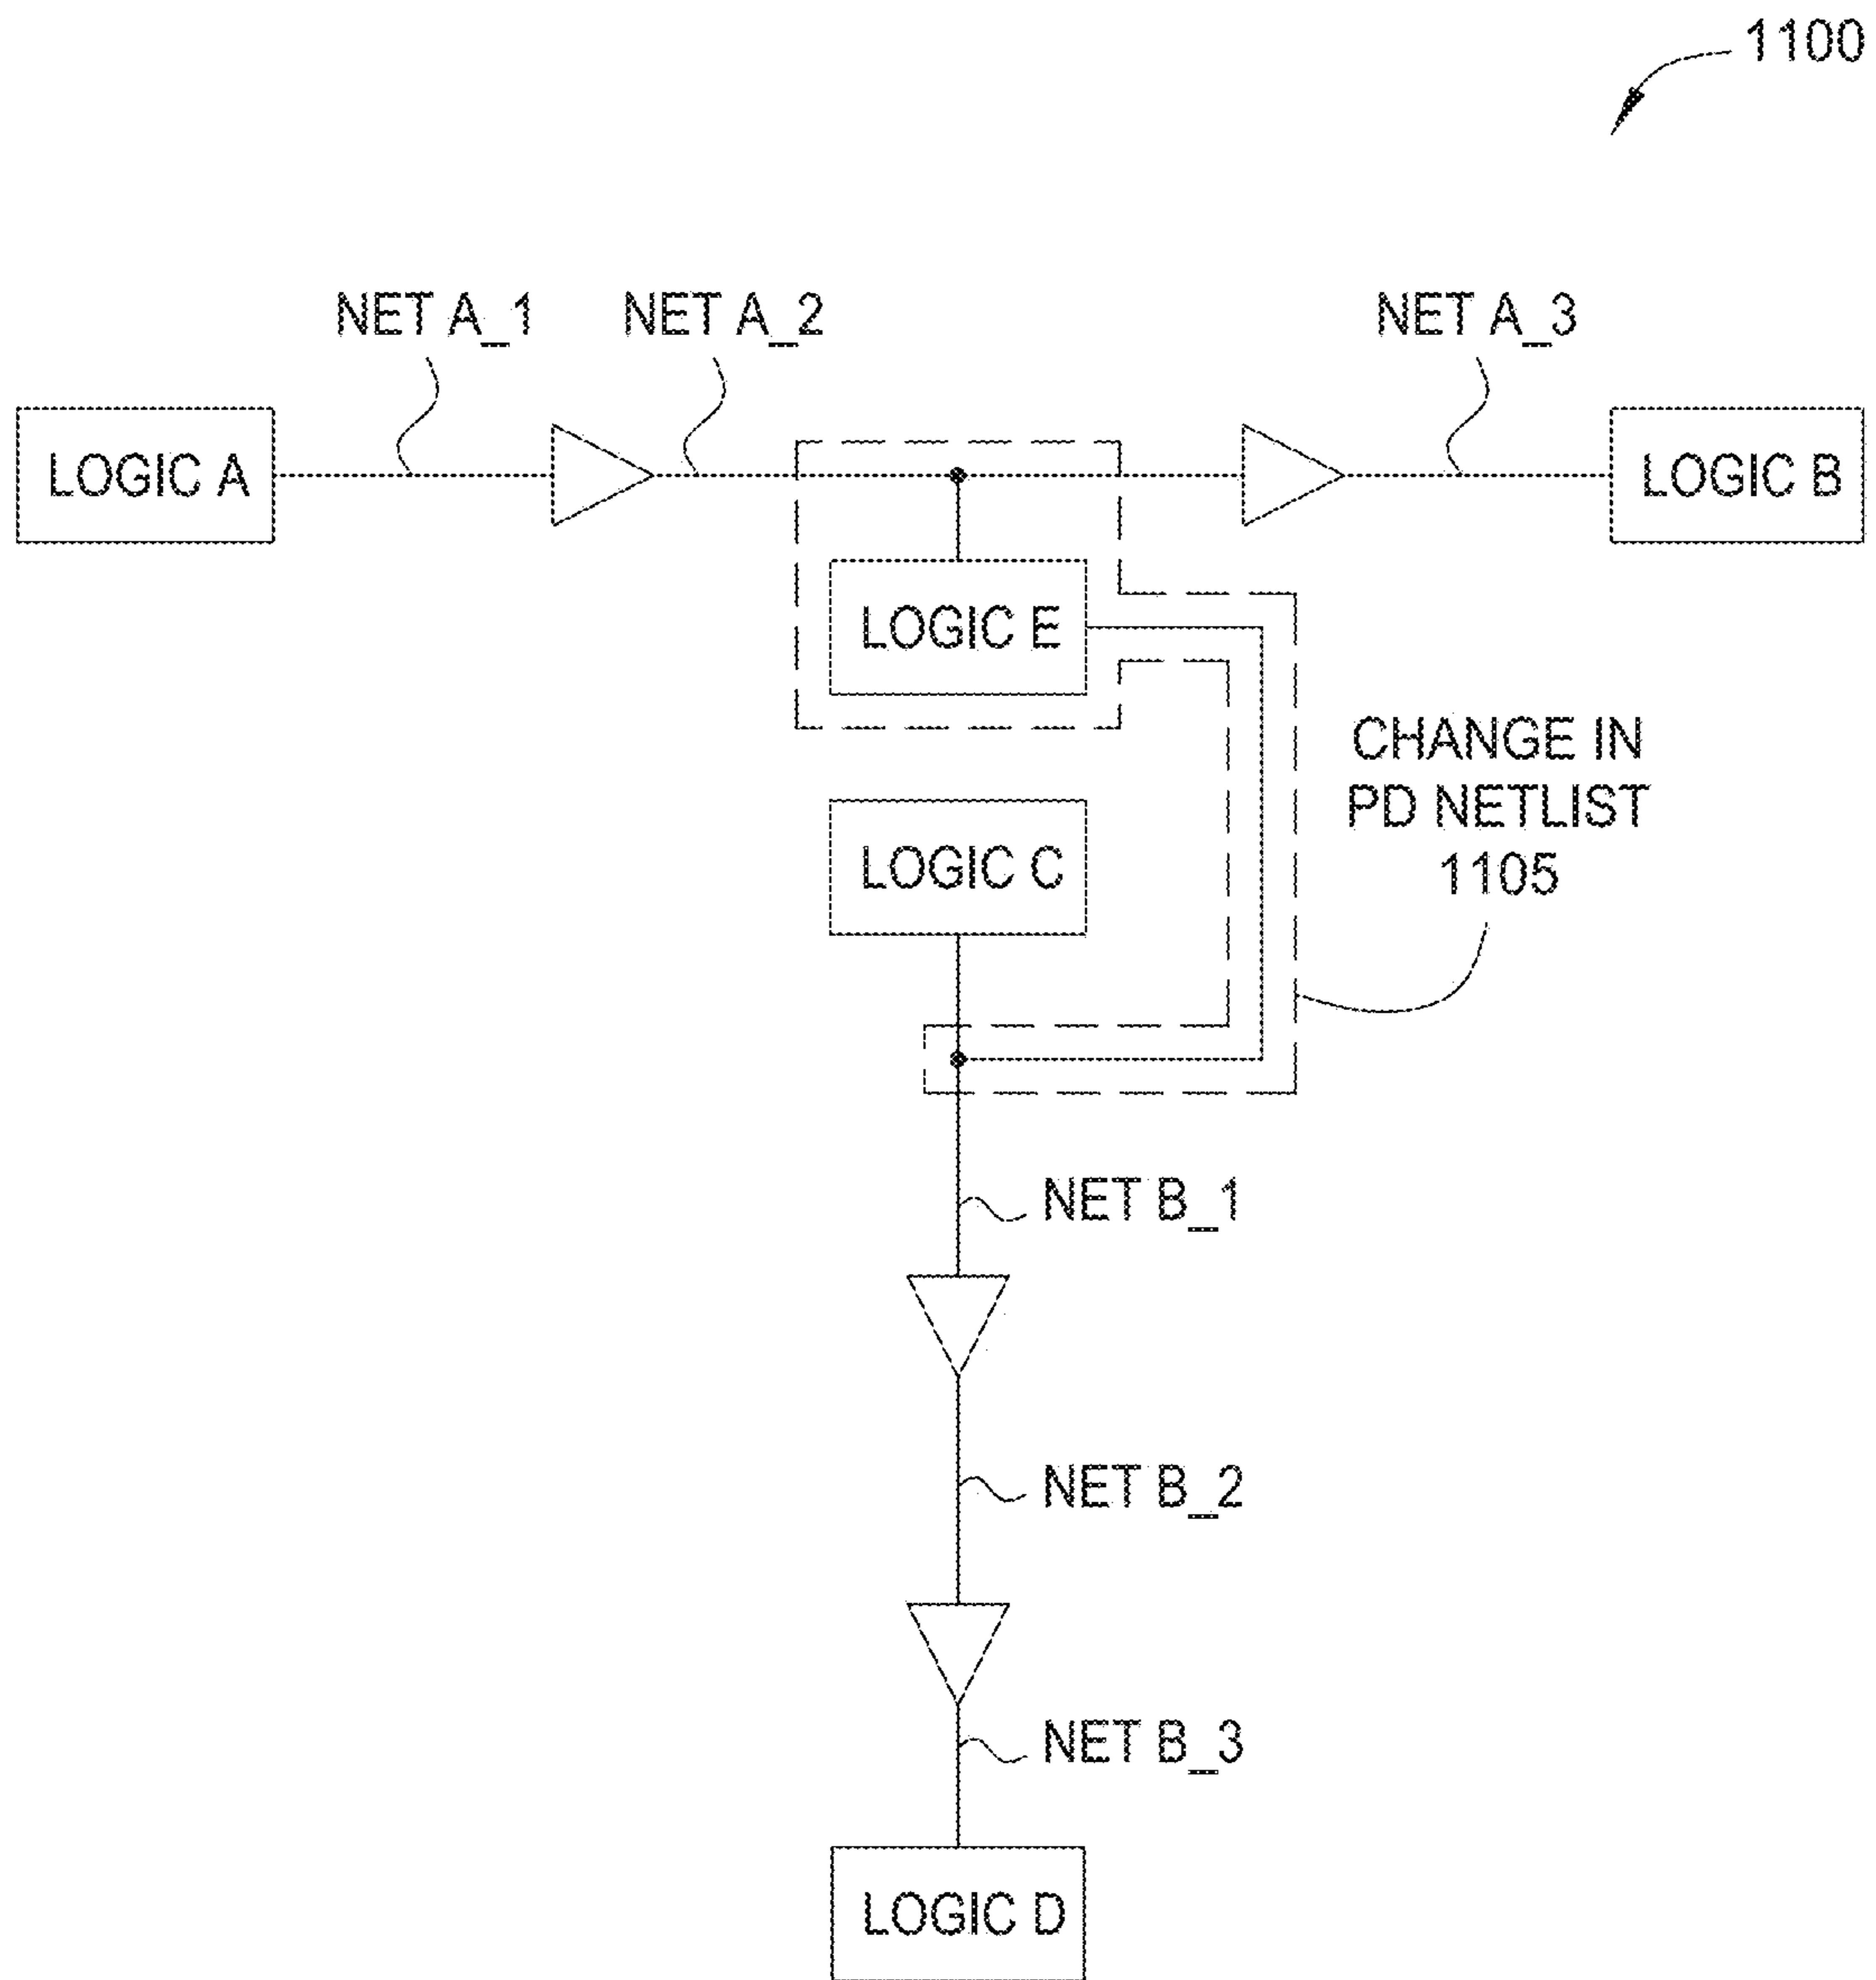 1100
NET A_1
NET A_2
NET A_3
LOGIC A
LOGIC B
LOGIC E
CHANGE IN
PD NETLIST
1105
LOGIC C
NET B_1
NET B_2
NET B_3
LOGIC D